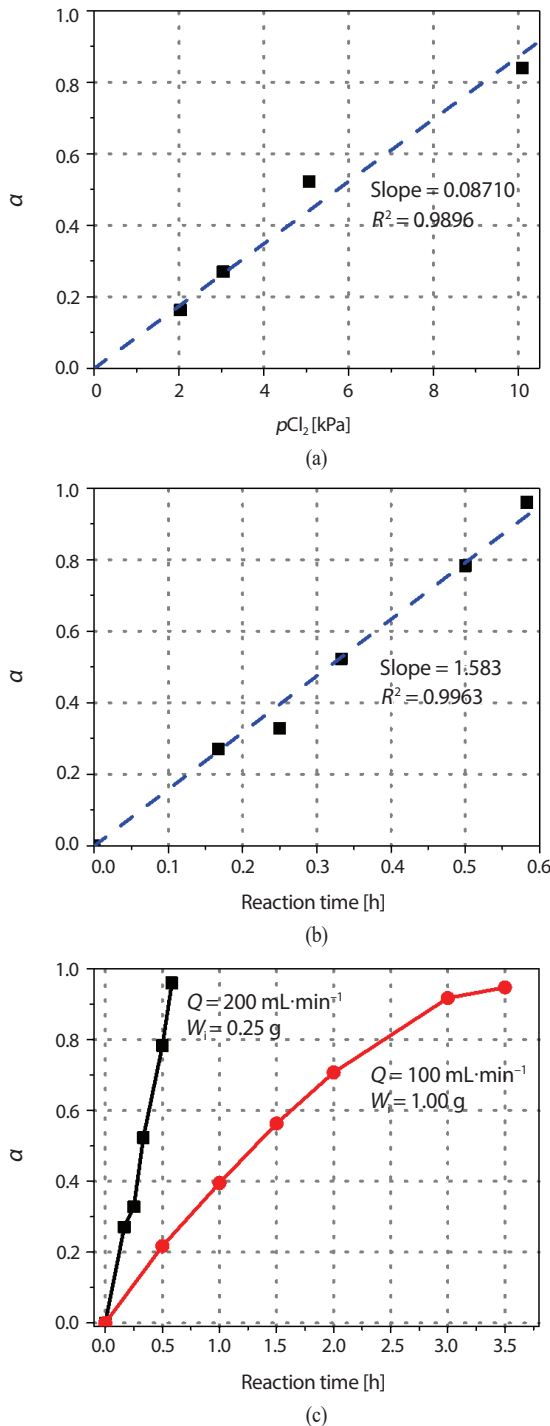 1.0
0.8
0.6
0.4
0.2
0.0
α
Slope = 0.08710
R² = 0.9896
0 2 4 6 8 10
pCl₂ [kPa]
(a)
1.0
0.8
0.6
0.4
0.2
0.0
α
Slope = 1.583
R² = 0.9963
0.0 0.1 0.2 0.3 0.4 0.5 0.6
Reaction time [h]
(b)
1.0
0.8
0.6
0.4
0.2
0.0
α
Q = 200 mL·min⁻¹
Wᵢ = 0.25 g
Q = 100 mL·min⁻¹
Wᵢ = 1.00 g
0.0 0.5 1.0 1.5 2.0 2.5 3.0 3.5
Reaction time [h]
(c)